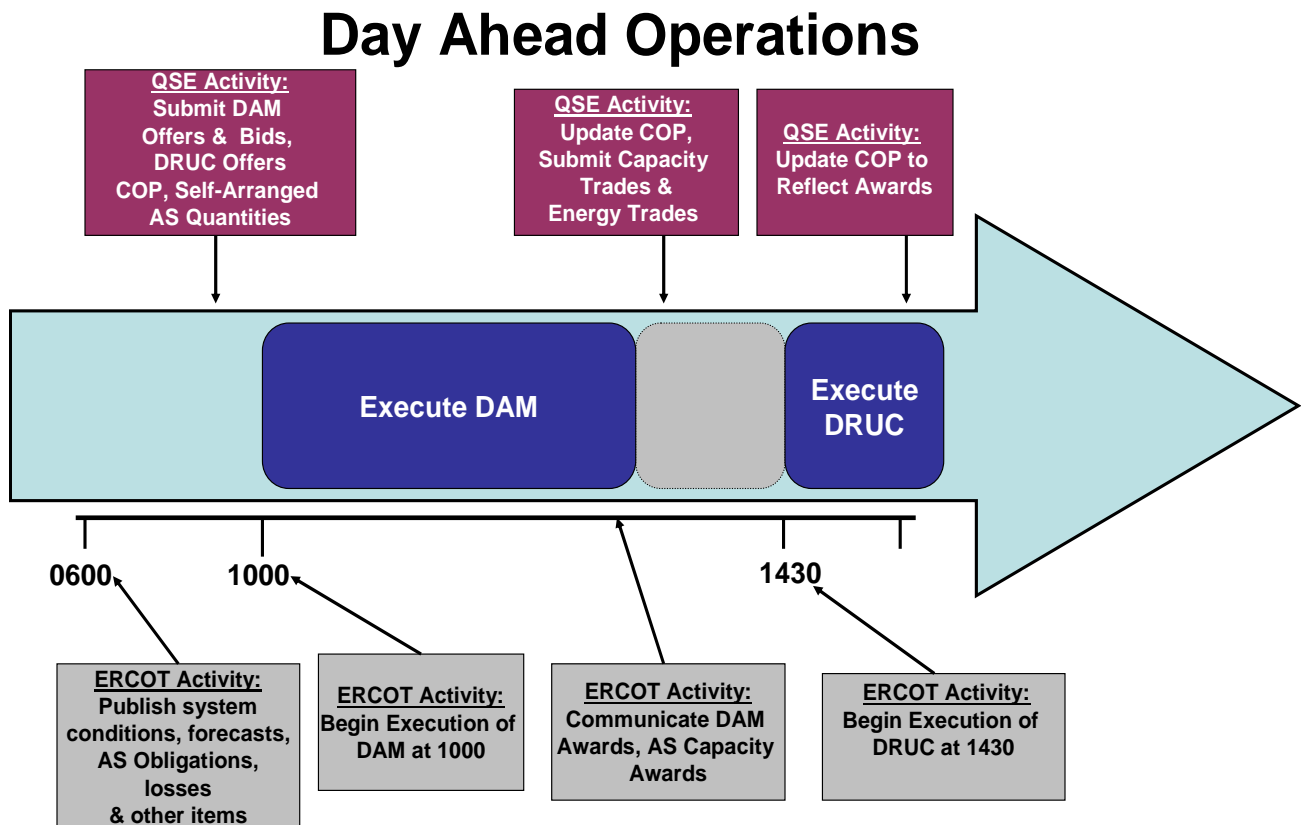 Day Ahead Operations
QSE Activity:
Submit DAM
Offers & Bids,
DRUC Offers
COP, Self-Arranged
AS Quantities
QSE Activity:
Update COP,
Submit Capacity
Trades &
Energy Trades
QSE Activity:
Update COP to
Reflect Awards
Execute DAM
Execute
DRUC
0600
1000
1430
ERCOT Activity:
Publish system
conditions, forecasts,
AS Obligations,
losses
& other items
ERCOT Activity:
Begin Execution of
DAM at 1000
ERCOT Activity:
Communicate DAM
Awards, AS Capacity
Awards
ERCOT Activity:
Begin Execution of
DRUC at 1430